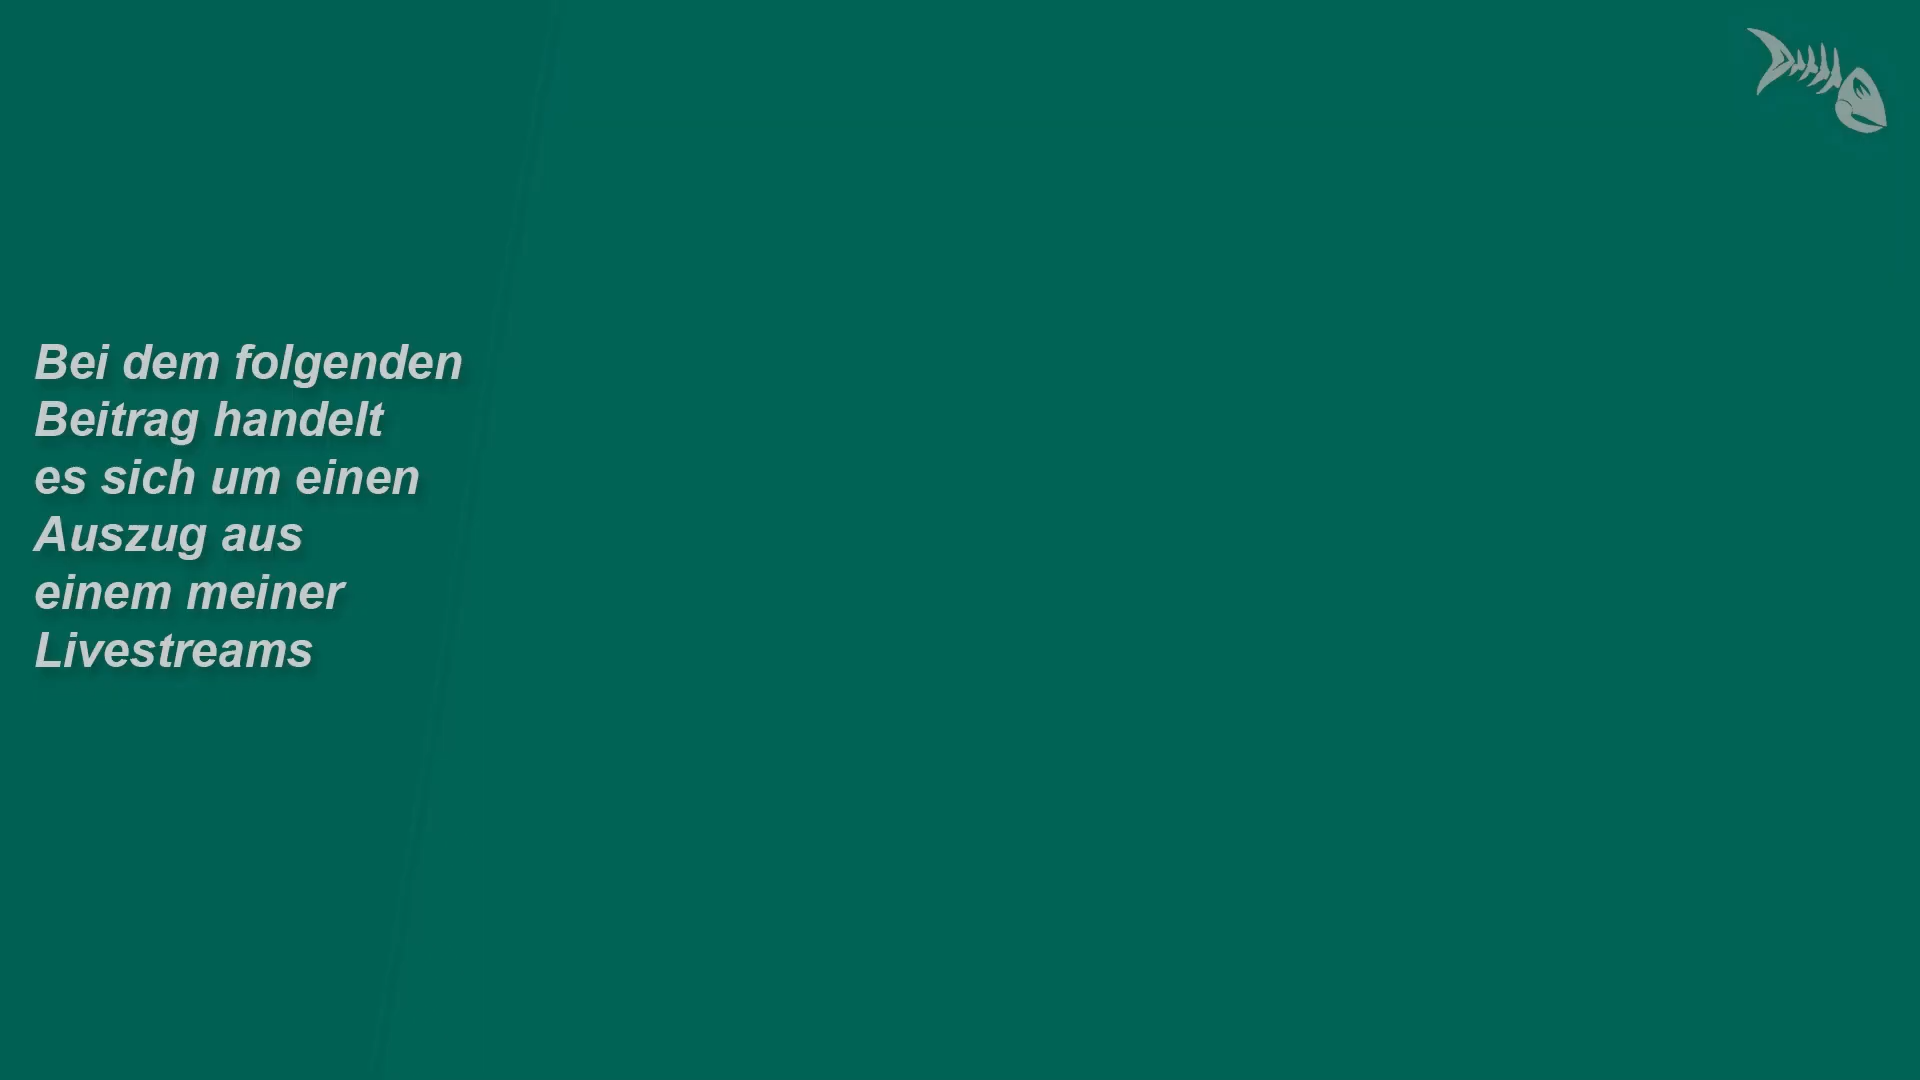 Bei dem folgenden
Beitrag handelt
es sich um einen
Auszug aus
einem meiner
Livestreams